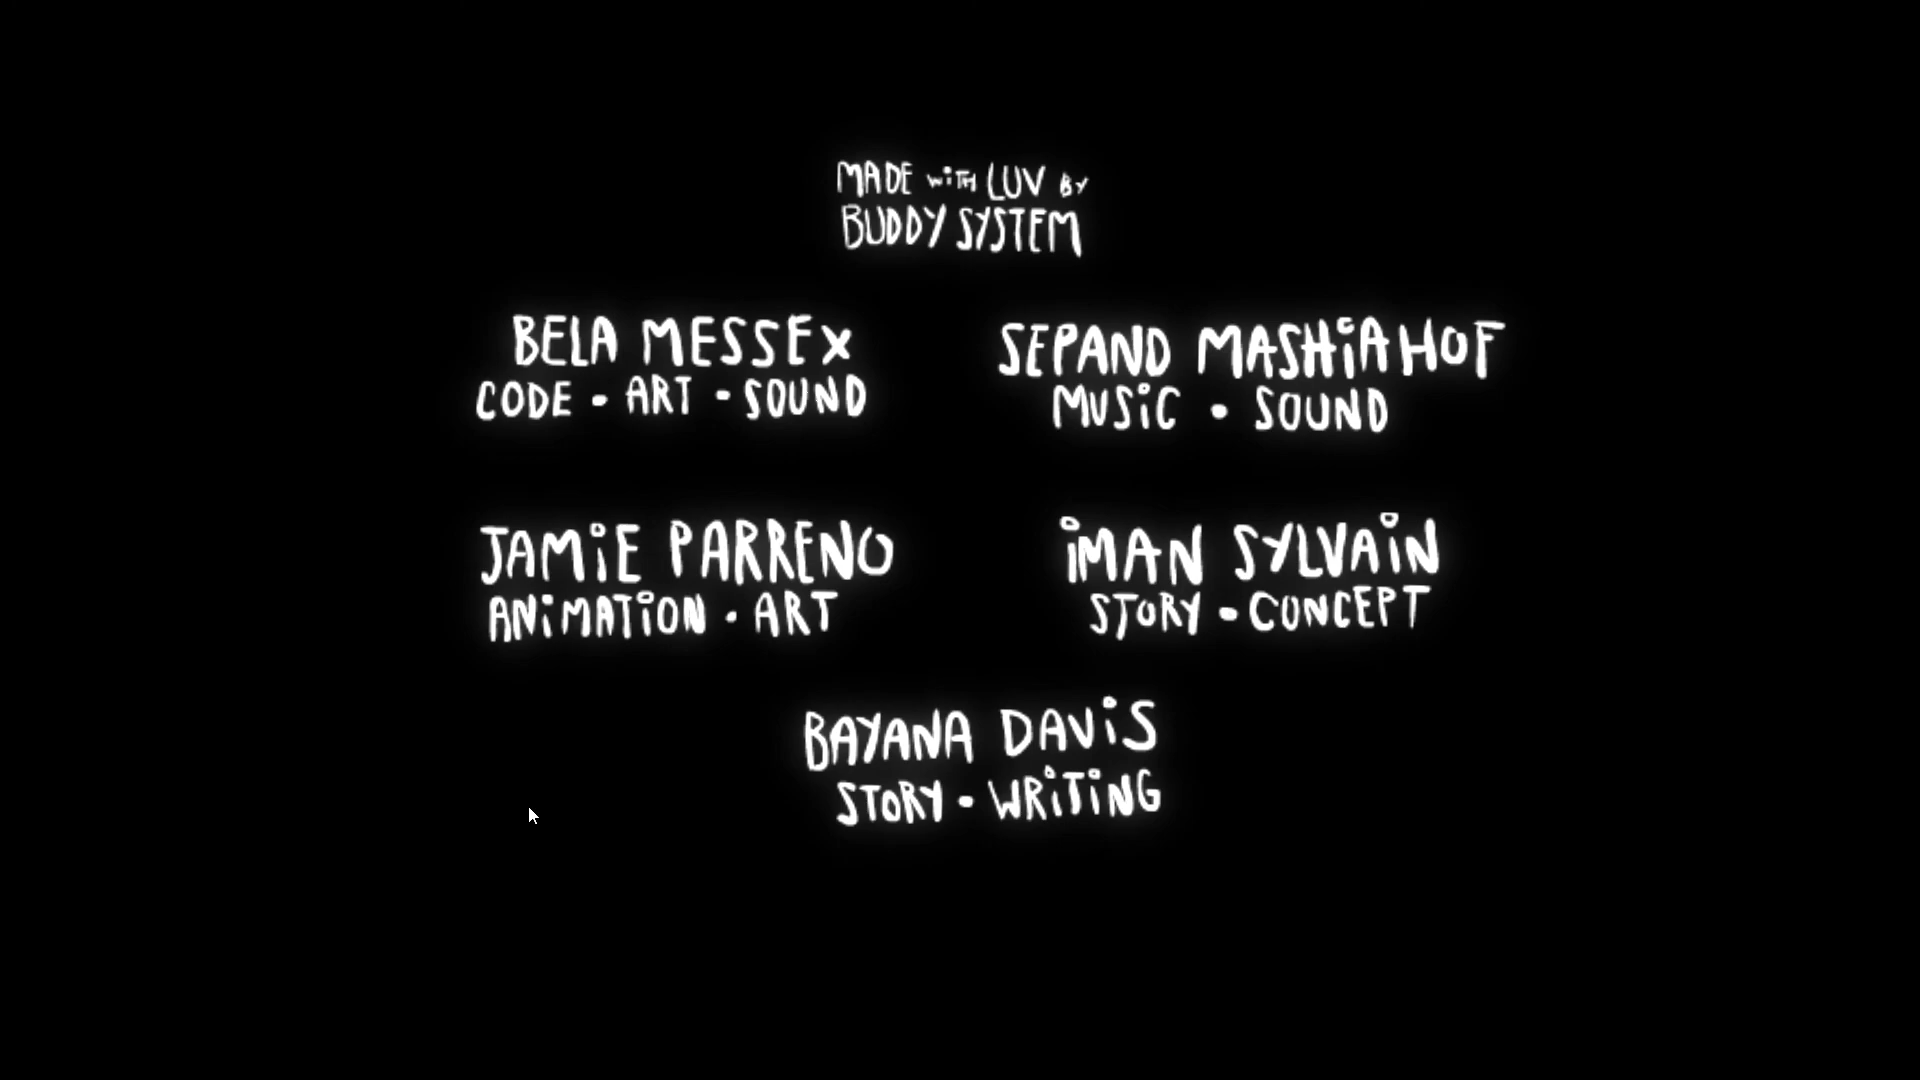 MADE WiTH LUV BY
BUDDY SYSTEM
BELA MESSEX
CODE • ART • SOUND
SEPAND MASHiAHOF
MUSiC • SOUND
JAMiE PARRENO
ANiMATiON • ART
iMAN SYLVAiN
STORY • CONCEPT
BAYANA DAViS
STORY • WRiTiNG